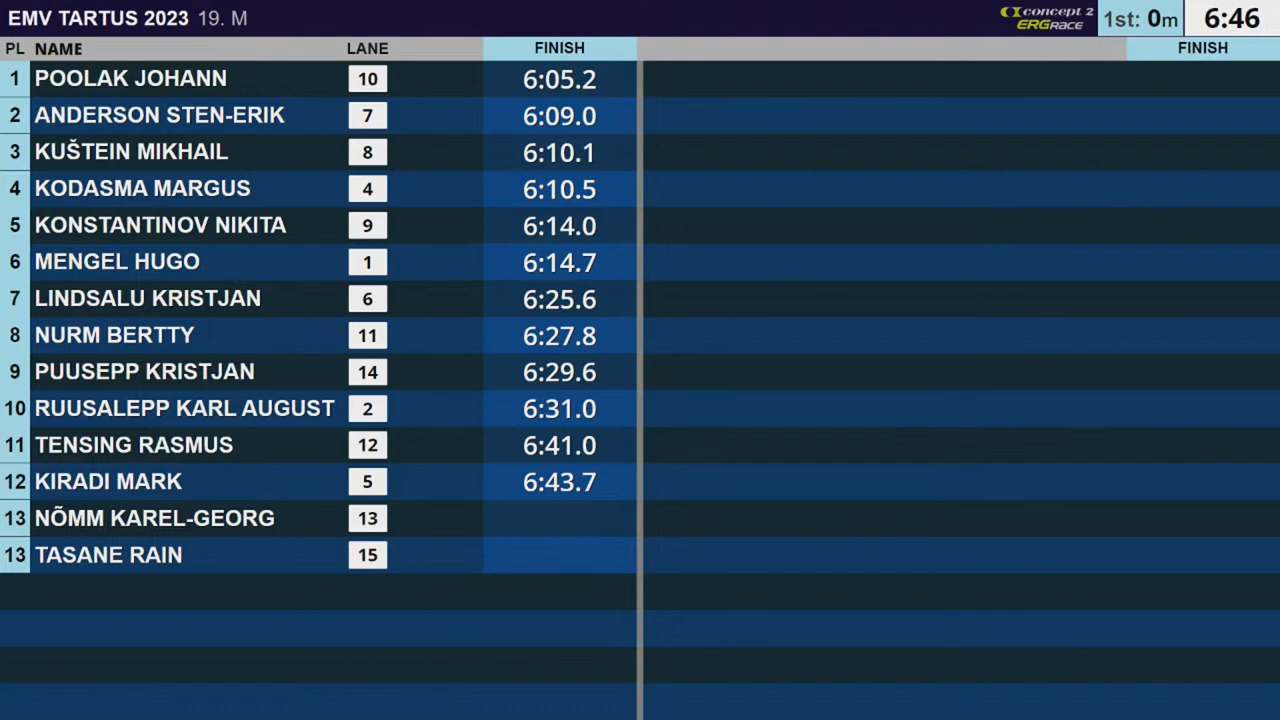 EMV TARTUS 2023 19. M concept 2 ERGRACE 1st: 0m 6:46
PL NAME LANE FINISH FINISH
1 POOLAK JOHANN 10 6:05.2
2 ANDERSON STEN-ERIK 7 6:09.0
3 KUŠTEIN MIKHAIL 8 6:10.1
4 KODASMA MARGUS 4 6:10.5
5 KONSTANTINOV NIKITA 9 6:14.0
6 MENGEL HUGO 1 6:14.7
7 LINDSALU KRISTJAN 6 6:25.6
8 NURM BERTTY 11 6:27.8
9 PUUSEPP KRISTJAN 14 6:29.6
10 RUUSALEPP KARL AUGUST 2 6:31.0
11 TENSING RASMUS 12 6:41.0
12 KIRADI MARK 5 6:43.7
13 NÕMM KAREL-GEORG 13
13 TASANE RAIN 15